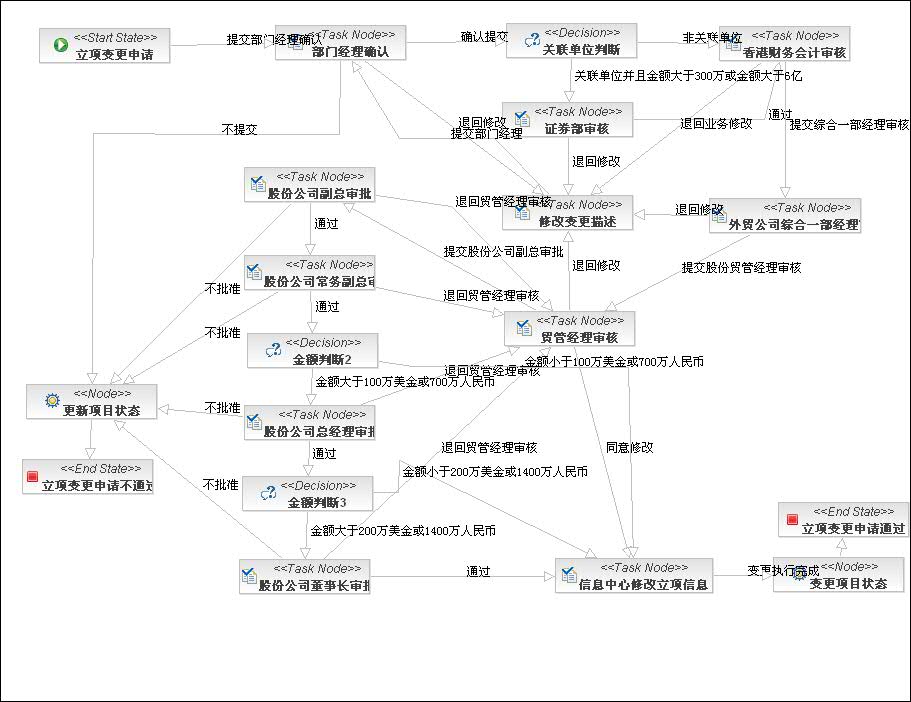 <<Start State>>
立项变更申请
提交部门经理确认
<<Task Node>>
部门经理确认
确认提交
<<Decision>>
关联单位判断
非关联单位
<<Task Node>>
香港财务会计审核
关联单位并且金额大于300万或金额大于6亿
不提交
退回修改
提交部门经理
<<Task Node>>
证券部审核
退回业务修改
通过
提交综合一部经理审核
退回修改
<<Task Node>>
股份公司副总审批
退回贸管经理审核
<<Task Node>>
修改变更描述
退回修改
<<Task Node>>
外贸公司综合一部经理
通过
提交股份公司副总审批
退回修改
提交股份贸管经理审核
<<Task Node>>
股份公司常务副总审
不批准
退回贸管经理审核
通过
<<Task Node>>
贸管经理审核
不批准
<<Decision>>
金额判断2
金额小于100万美金或700万人民币
退回贸管经理审核
金额大于100万美金或700万人民币
<<Node>>
更新项目状态
不批准
<<Task Node>>
股份公司总经理审批
通过
退回贸管经理审核
同意修改
<<End State>>
立项变更申请不通过
不批准
<<Decision>>
金额判断3
金额小于200万美金或1400万人民币
金额大于200万美金或1400万人民币
<<End State>>
立项变更申请通过
<<Task Node>>
股份公司董事长审批
通过
<<Task Node>>
信息中心修改立项信息
变更执行完成
<<Node>>
变更项目状态